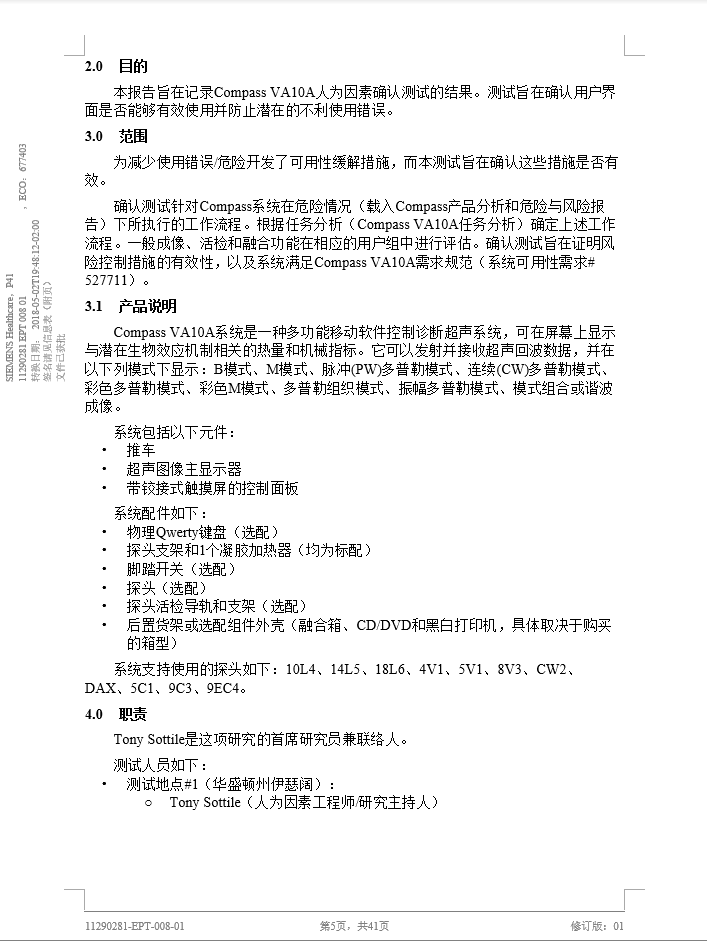 2.0 目的
本报告旨在记录Compass VA10A人为因素确认测试的结果。测试旨在确认用户界
面是否能够有效使用并防止潜在的不利使用错误。
3.0 范围
为减少使用错误/危险开发了可用性缓解措施，而本测试旨在确认这些措施是否有
效。
确认测试针对Compass系统在危险情况（载入Compass产品分析和危险与风险报
告）下所执行的工作流程。根据任务分析（Compass VA10A任务分析）确定上述工作
流程。一般成像、活检和融合功能在相应的用户组中进行评估。确认测试旨在证明风
险控制措施的有效性，以及系统满足Compass VA10A需求规范（系统可用性需求#
527711）。
3.1 产品说明
Compass VA10A系统是一种多功能移动软件控制诊断超声系统，可在屏幕上显示
与潜在生物效应机制相关的热量和机械指标。它可以发射并接收超声回波数据，并在
以下列模式下显示：B模式、M模式、脉冲(PW)多普勒模式、连续(CW)多普勒模式、
彩色多普勒模式、彩色M模式、多普勒组织模式、振幅多普勒模式、模式组合或谐波
成像。
系统包括以下元件：
• 推车
• 超声图像主显示器
• 带铰接式触摸屏的控制面板
系统配件如下：
• 物理Qwerty键盘（选配）
• 探头支架和1个凝胶加热器（均为标配）
• 脚踏开关（选配）
• 探头（选配）
• 探头活检导轨和支架（选配）
• 后置货架或选配组件外壳（融合箱、CD/DVD和黑白打印机，具体取决于购买
的箱型）
系统支持使用的探头如下：10L4、14L5、18L6、4V1、5V1、8V3、CW2、
DAX、5C1、9C3、9EC4。
4.0 职责
Tony Sottile是这项研究的首席研究员兼联络人。
测试人员如下：
• 测试地点#1（华盛顿州伊瑟阔）：
○ Tony Sottile（人为因素工程师/研究主持人）
SIEMENS Healthcare，P41
11290281 EPT 008 01 ，ECO：677403
转换日期： 2018-05-02T19:48:12-02:00
签名请见信息表（附页）
文件已获批
11290281-EPT-008-01 第5页，共41页 修订版：01